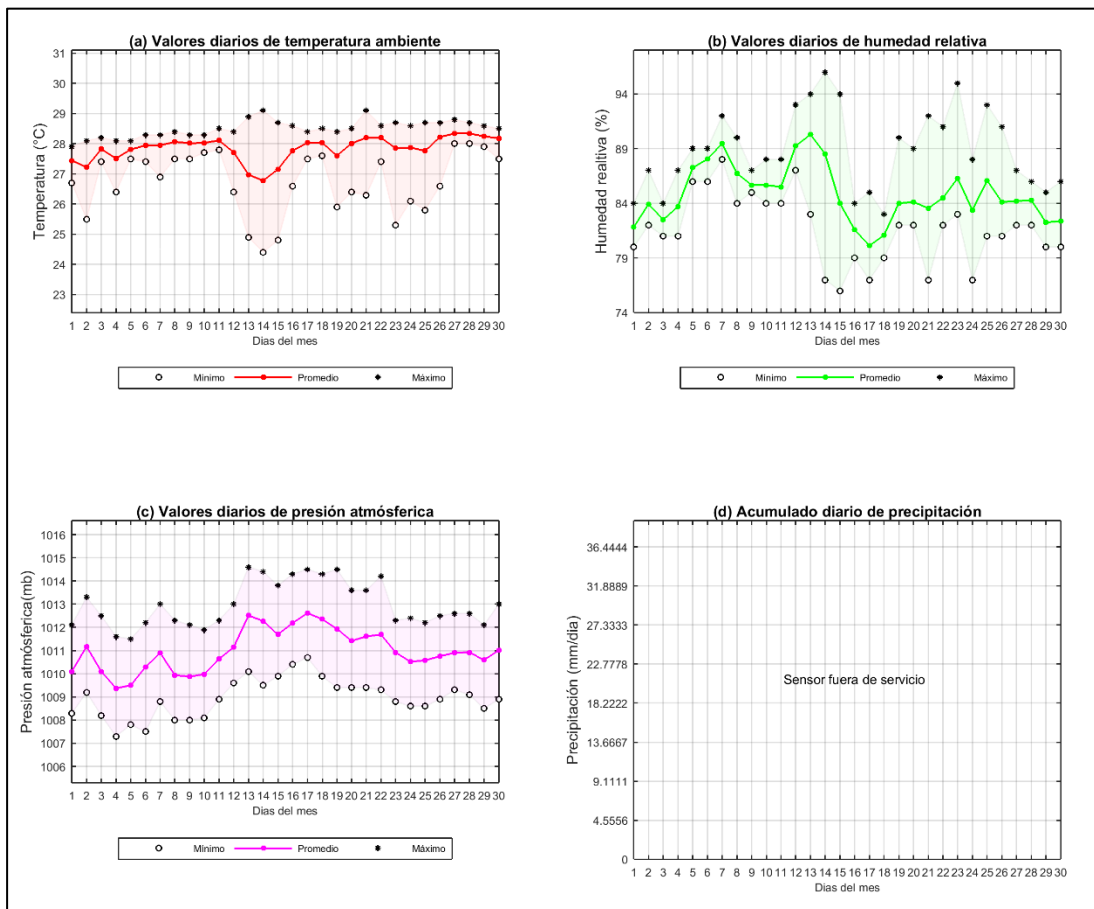 (a) Valores diarios de temperatura ambiente
31
30
29
28
27
26
25
24
23
Temperatura (°C)
1 2 3 4 5 6 7 8 9 10 11 12 13 14 15 16 17 18 19 20 21 22 23 24 25 26 27 28 29 30
Dias del mes
Mínimo Promedio Máximo
(b) Valores diarios de humedad relativa
94
89
84
79
74
Humedad realtiva (%)
1 2 3 4 5 6 7 8 9 10 11 12 13 14 15 16 17 18 19 20 21 22 23 24 25 26 27 28 29 30
Dias del mes
Mínimo Promedio Máximo
(c) Valores diarios de presión atmósferica
1016
1015
1014
1013
1012
1011
1010
1009
1008
1007
1006
Presión atmósferica(mb)
1 2 3 4 5 6 7 8 9 10 11 12 13 14 15 16 17 18 19 20 21 22 23 24 25 26 27 28 29 30
Dias del mes
Mínimo Promedio Máximo
(d) Acumulado diario de precipitación
36.4444
31.8889
27.3333
22.7778
18.2222
13.6667
9.1111
4.5556
0
Precipitación (mm/dia)
Sensor fuera de servicio
1 2 3 4 5 6 7 8 9 10 11 12 13 14 15 16 17 18 19 20 21 22 23 24 25 26 27 28 29 30
Dias del mes